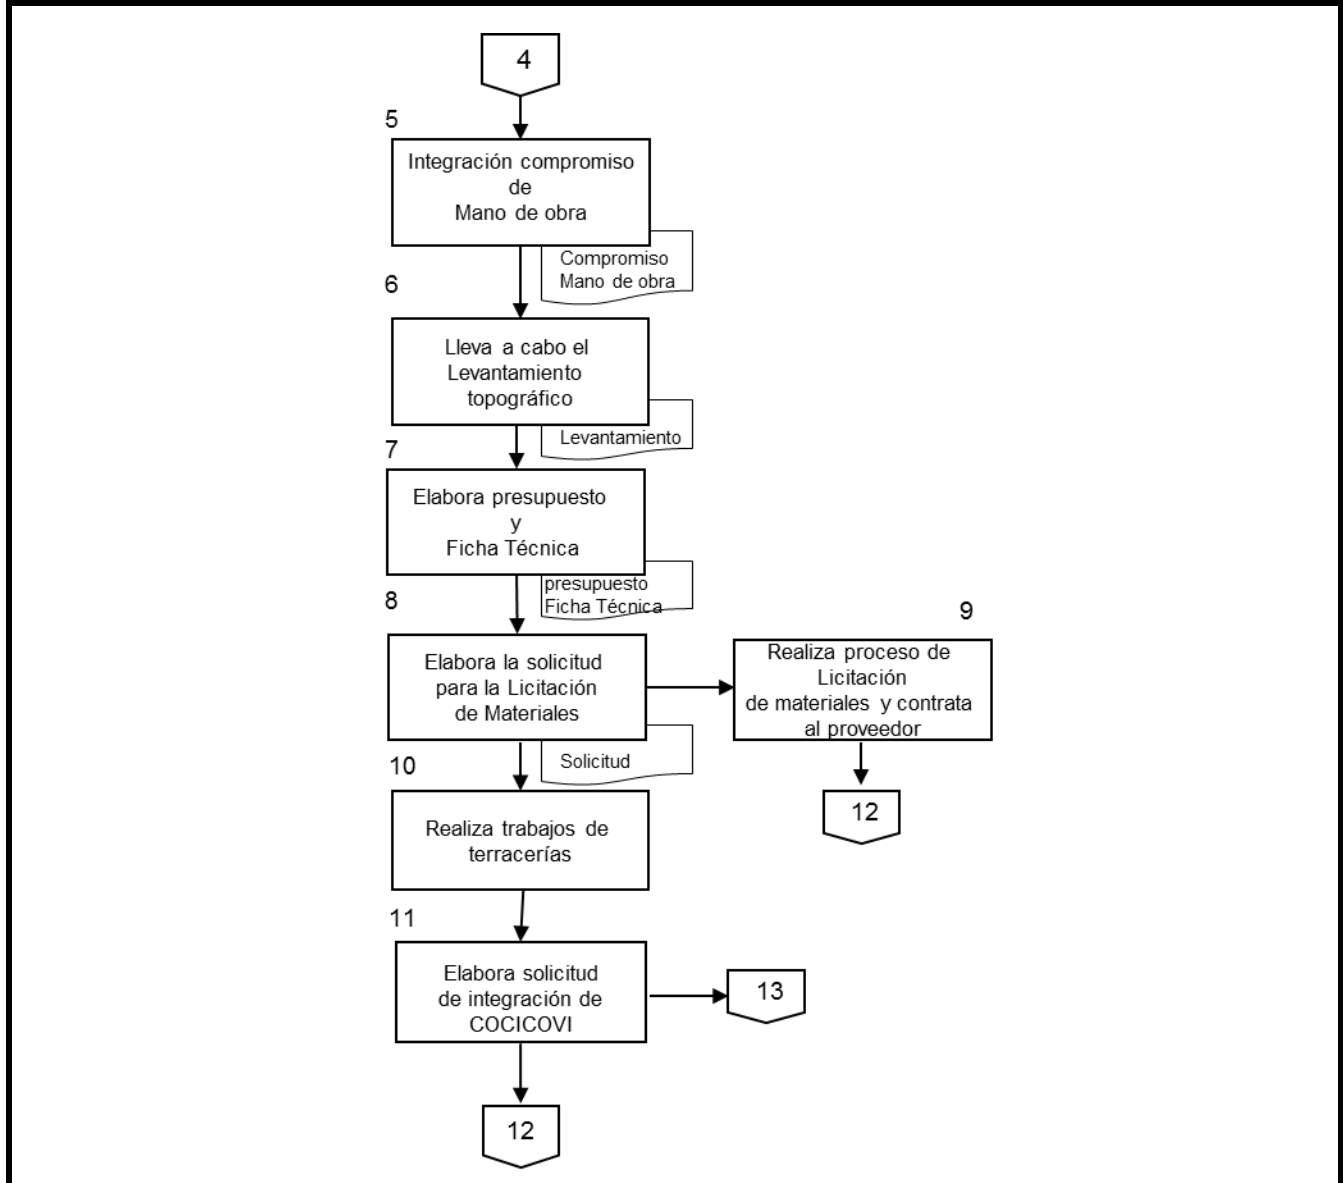 4
5
Integración compromiso
de
Mano de obra
Compromiso
Mano de obra
6
Lleva a cabo el
Levantamiento
topográfico
Levantamiento
7
Elabora presupuesto
y
Ficha Técnica
presupuesto
Ficha Técnica
8
Elabora la solicitud
para la Licitación
de Materiales
Solicitud
9
Realiza proceso de
Licitación
de materiales y contrata
al proveedor
12
10
Realiza trabajos de
terracerías
11
Elabora solicitud
de integración de
COCICOVI
13
12